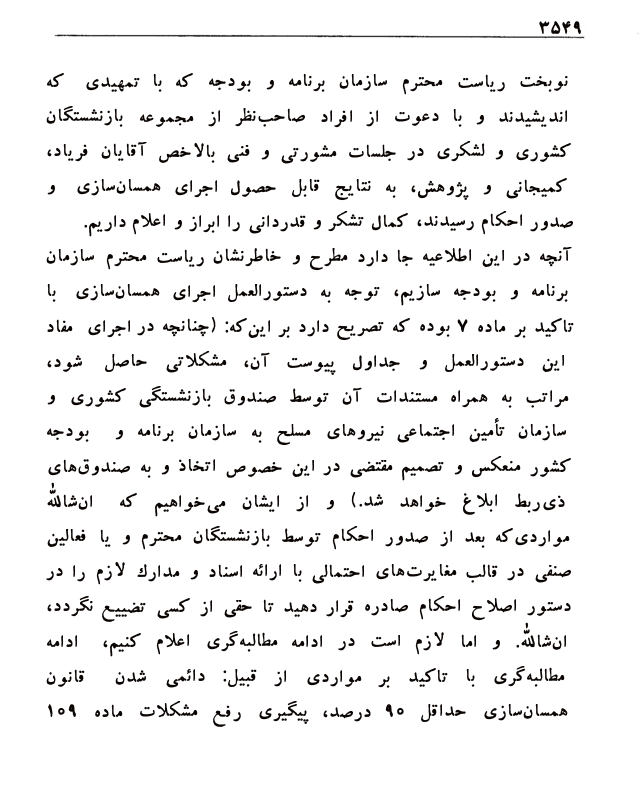 ۳۵۴۹
نوبخت ریاست محترم سازمان برنامه و بودجه که با تمهیدی که
اندیشیدند و با دعوت از افراد صاحب‌نظر از مجموعه بازنشستگان
کشوری و لشکری در جلسات مشورتی و فنی بالاخص آقایان فریاد،
کمیجانی و پژوهش، به نتایج قابل حصول اجرای همسان‌سازی و
صدور احکام رسیدند، کمال تشکر و قدردانی را ابراز و اعلام داریم.
آنچه در این اطلاعیه جا دارد مطرح و خاطرنشان ریاست محترم سازمان
برنامه و بودجه سازیم، توجه به دستورالعمل اجرای همسان‌سازی با
تاکید بر ماده ۷ بوده که تصریح دارد بر این‌که: (چنانچه در اجرای مفاد
این دستورالعمل و جداول پیوست آن، مشکلاتی حاصل شود،
مراتب به همراه مستندات آن توسط صندوق بازنشستگی کشوری و
سازمان تأمین اجتماعی نیروهای مسلح به سازمان برنامه و بودجه
کشور منعکس و تصمیم مقتضی در این خصوص اتخاذ و به صندوق‌های
ذی‌ربط ابلاغ خواهد شد.) و از ایشان می‌خواهیم که ان‌شاالله
مواردی‌که بعد از صدور احکام توسط بازنشستگان محترم و یا فعالین
صنفی در قالب مغایرت‌های احتمالی با ارائه اسناد و مدارك لازم را در
دستور اصلاح احکام صادره قرار دهید تا حقی از کسی تضییع نگردد،
ان‌شاالله. و اما لازم است در ادامه مطالبه‌گری اعلام کنیم، ادامه
مطالبه‌گری با تاکید بر مواردی از قبیل: دائمی شدن قانون
همسان‌سازی حداقل ۹۰ درصد، پیگیری رفع مشکلات ماده ۱۰۹